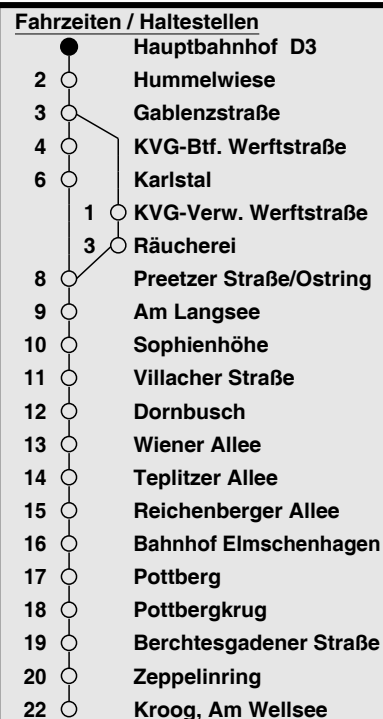 Fahrzeiten / Haltestellen
Hauptbahnhof D3
2 Hummelwiese
3 Gablenzstraße
4 KVG-Btf. Werftstraße
6 Karlstal
1 KVG-Verw. Werftstraße
3 Räucherei
8 Preetzer Straße/Ostring
9 Am Langsee
10 Sophienhöhe
11 Villacher Straße
12 Dornbusch
13 Wiener Allee
14 Teplitzer Allee
15 Reichenberger Allee
16 Bahnhof Elmschenhagen
17 Pottberg
18 Pottbergkrug
19 Berchtesgadener Straße
20 Zeppelinring
22 Kroog, Am Wellsee